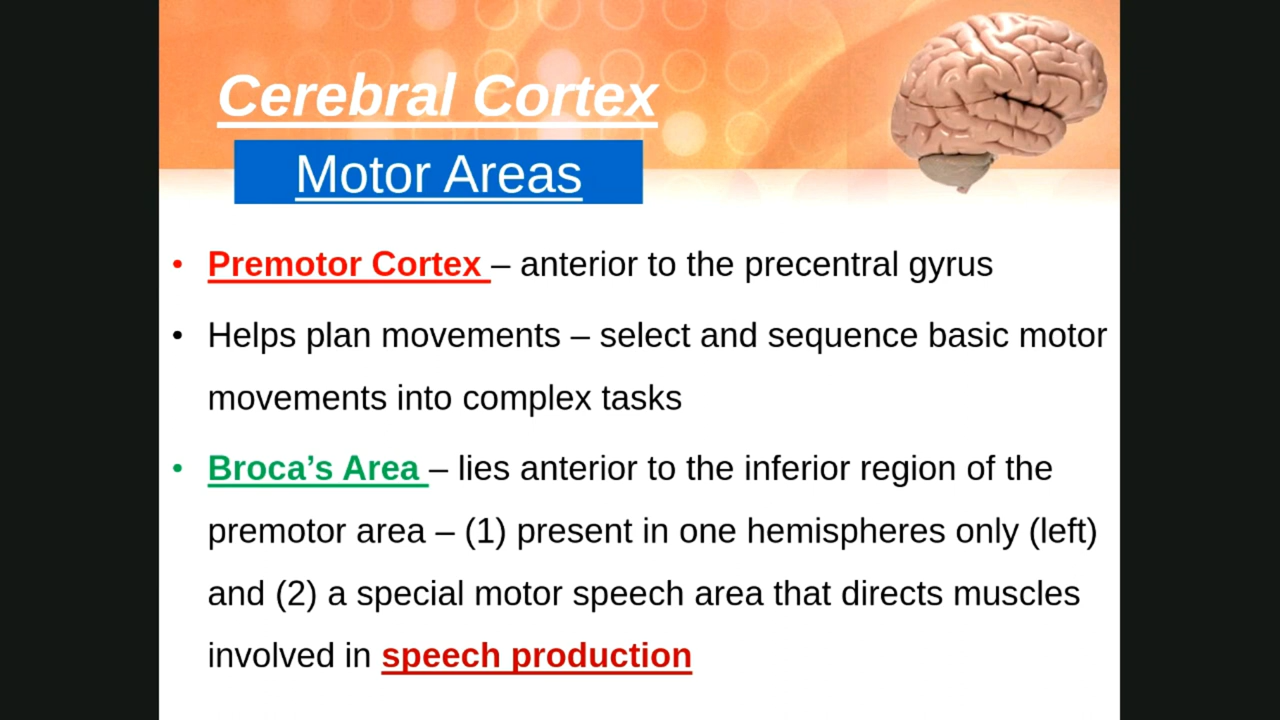 Cerebral Cortex
Motor Areas
• Premotor Cortex – anterior to the precentral gyrus
• Helps plan movements – select and sequence basic motor
movements into complex tasks
• Broca’s Area – lies anterior to the inferior region of the
premotor area – (1) present in one hemispheres only (left)
and (2) a special motor speech area that directs muscles
involved in speech production